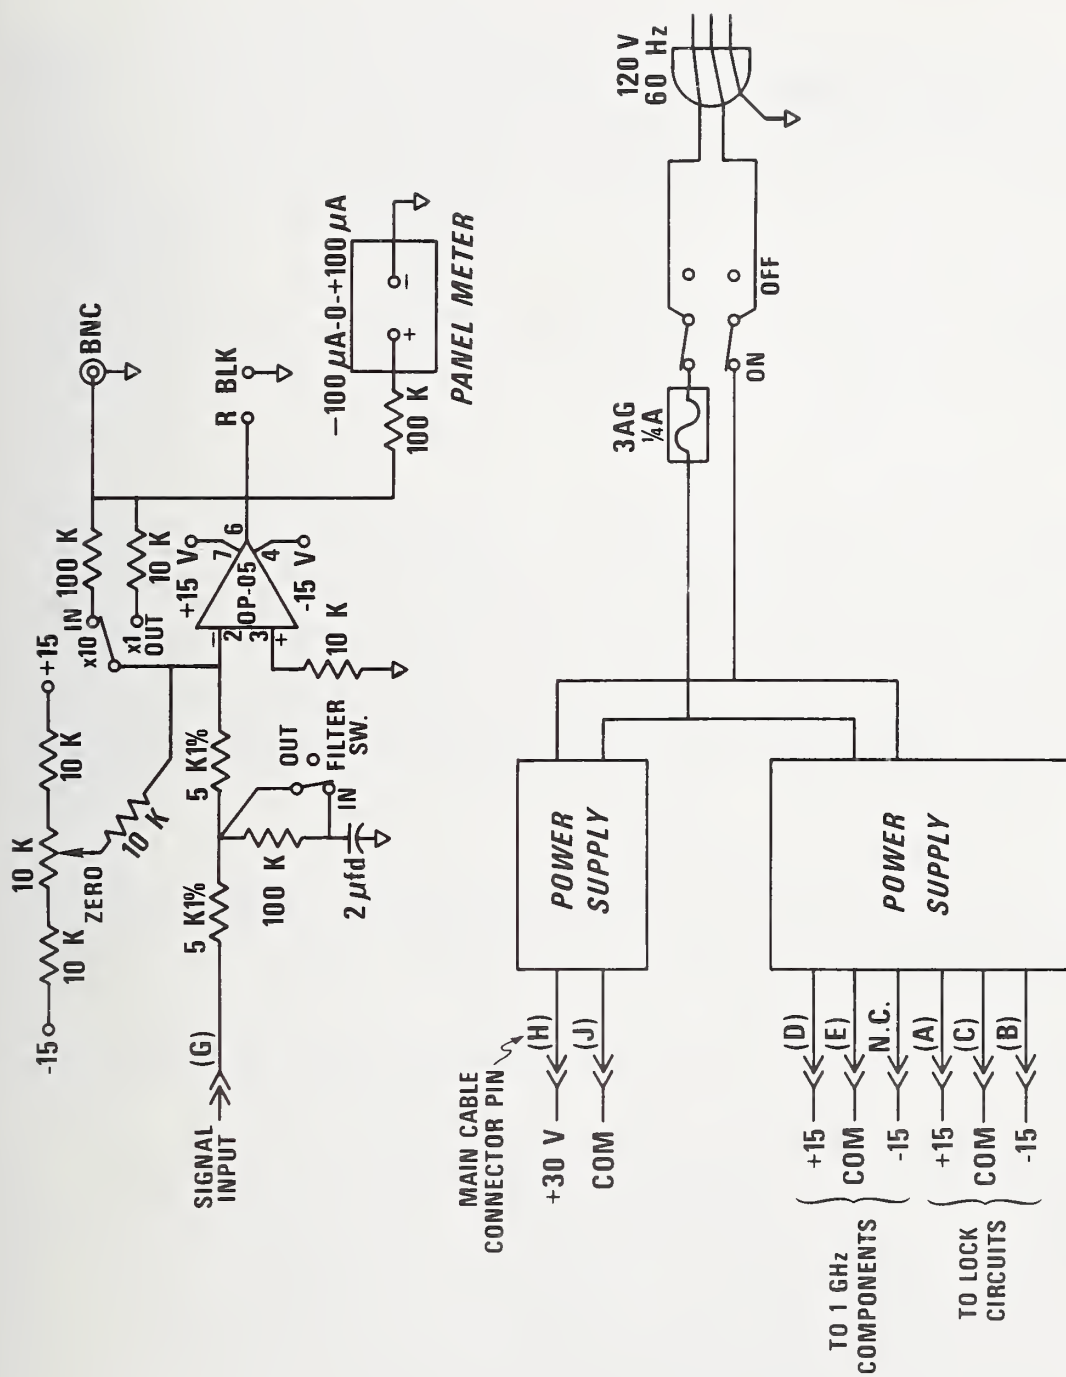 -15
10 K
10 K
ZERO
10 K
10 K
+15
x10
IN
100 K
x1
OUT
10 K
BNC
SIGNAL
INPUT
(G)
5 K1%
5 K1%
100 K
2 μfd
OUT
FILTER
SW.
IN
+15 V
7
6
2
−
OP-05
3
+
4
-15 V
10 K
R BLK
100 K
−100 μA-0-+100 μA
+
−
PANEL METER
MAIN CABLE
CONNECTOR PIN
+30 V
(H)
COM
(J)
POWER
SUPPLY
3AG
¼A
ON
OFF
120 V
60 Hz
TO 1 GHz
COMPONENTS
+15
(D)
COM
(E)
-15
N.C.
TO LOCK
CIRCUITS
+15
(A)
COM
(C)
-15
(B)
POWER
SUPPLY